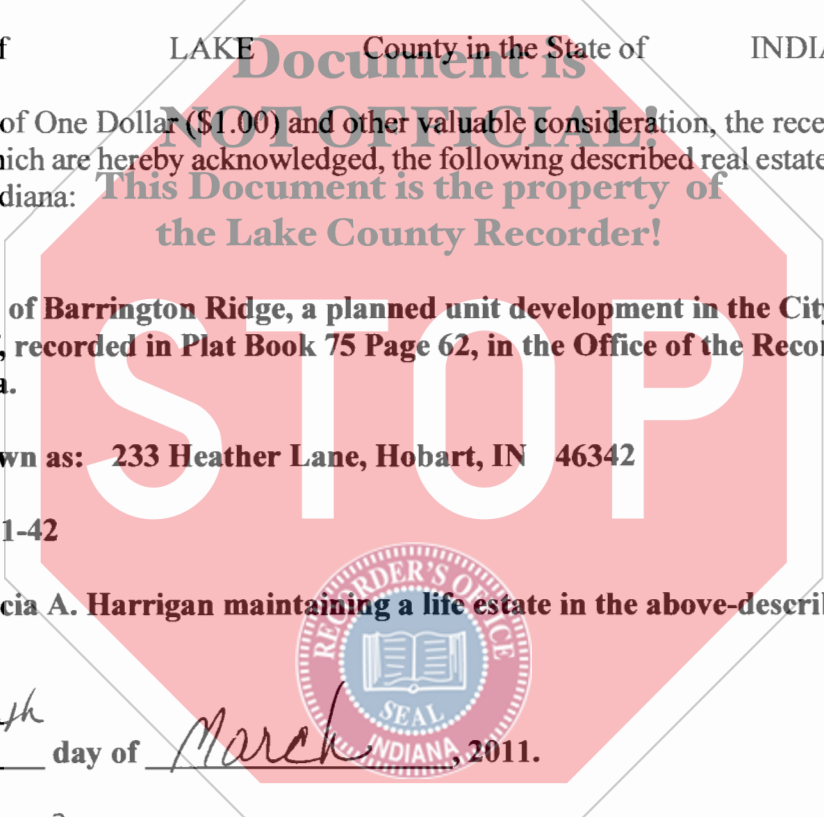 f LAKE County in the State of INDIA
Document is
of One Dollar ($1.00) and other valuable consideration, the rece
NOT OFFICIAL!
hich are hereby acknowledged, the following described real estate
diana:
This Document is the property of
the Lake County Recorder!
of Barrington Ridge, a planned unit development in the City
, recorded in Plat Book 75 Page 62, in the Office of the Recor
a.
STOP
wn as: 233 Heather Lane, Hobart, IN 46342
1-42
cia A. Harrigan maintaining a life estate in the above-describ
RECORDER'S OFFICE
SEAL
INDIANA
th
day of March, 2011.